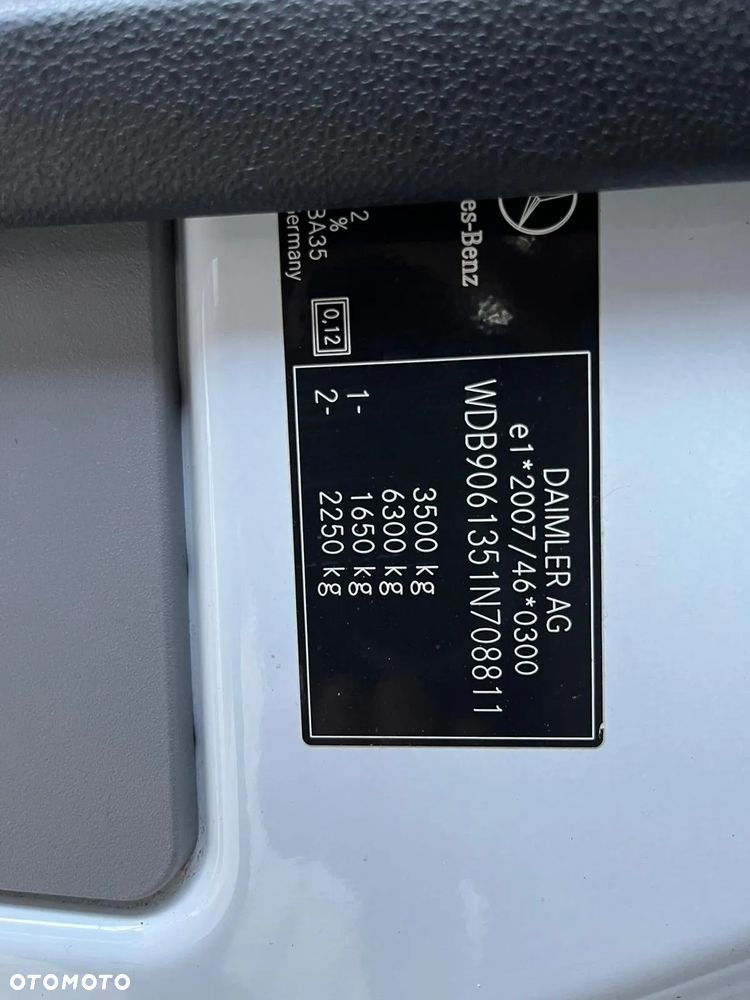 DAIMLER AG
e1*2007/46*0300
WDB9061351N708811
3500 kg
6300 kg
1- 1650 kg
2- 2250 kg
es-Benz
0,12
2
%
BA35
Germany
OTOMOTO